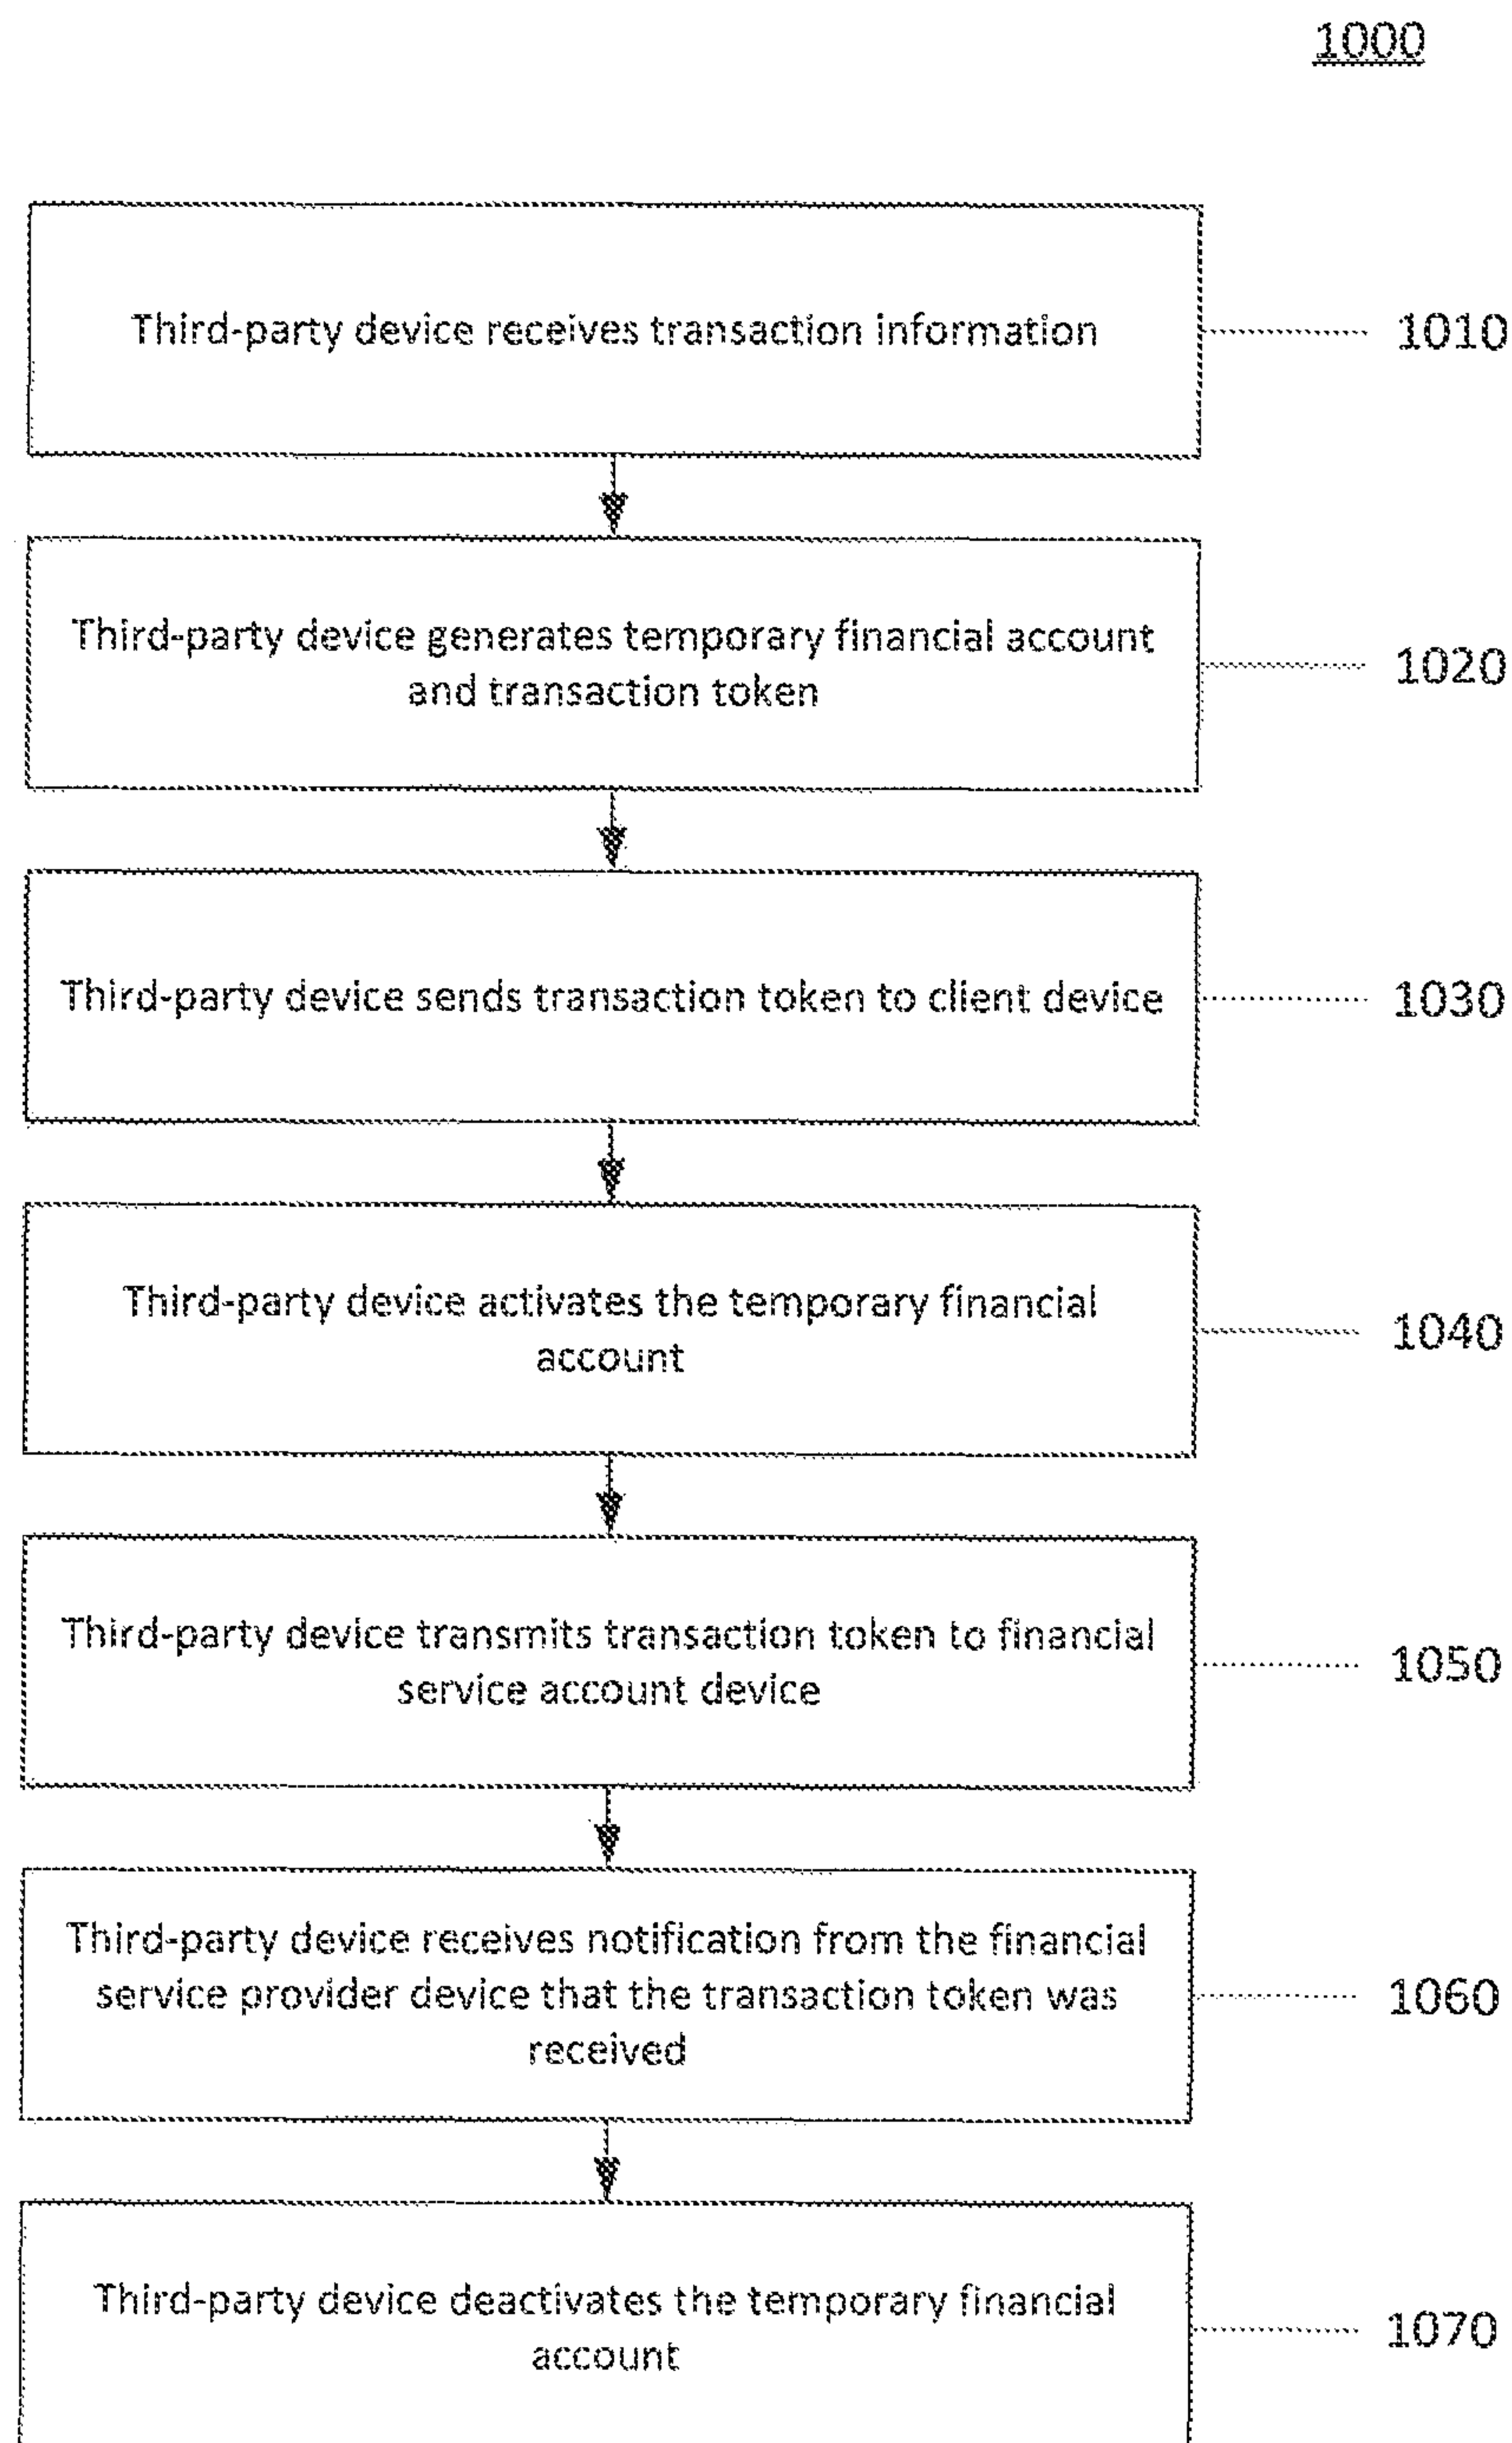 1000
Third-party device receives transaction information
1010
Third-party device generates temporary financial account
and transaction token
1020
Third-party device sends transaction token to client device
1030
Third-party device activates the temporary financial
account
1040
Third-party device transmits transaction token to financial
service account device
1050
Third-party device receives notification from the financial
service provider device that the transaction token was
received
1060
Third-party device deactivates the temporary financial
account
1070